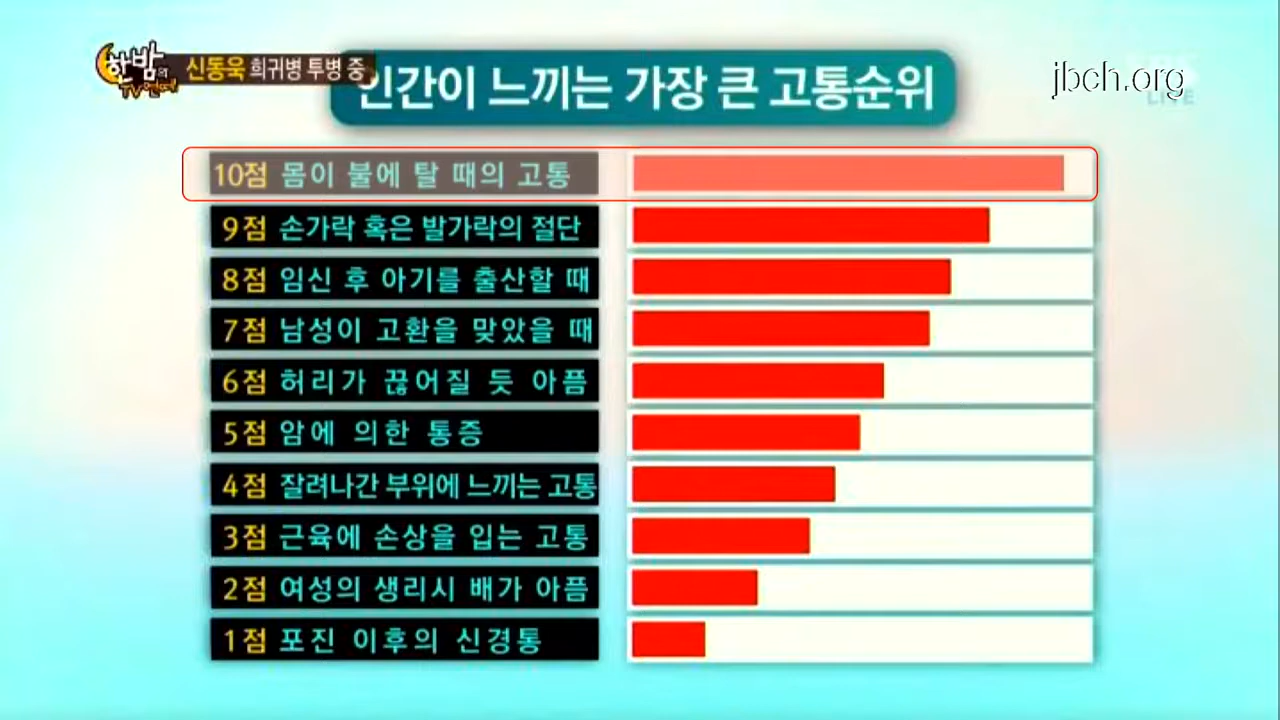 한밤의
TV연예
신동욱 희귀병 투병 중
인간이 느끼는 가장 큰 고통순위
jbch.org
LIVE
10점 몸이 불에 탈 때의 고통
9점 손가락 혹은 발가락의 절단
8점 임신 후 아기를 출산할 때
7점 남성이 고환을 맞았을 때
6점 허리가 끊어질 듯 아픔
5점 암에 의한 통증
4점 잘려나간 부위에 느끼는 고통
3점 근육에 손상을 입는 고통
2점 여성의 생리시 배가 아픔
1점 포진 이후의 신경통